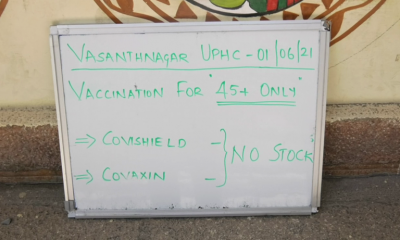 VASANTHNAGAR UPHC - 01/06/21
VACCINATION FOR "45+ ONLY"
⇒ COVISHIELD -
⇒ COVAXIN -
} NO STOCK